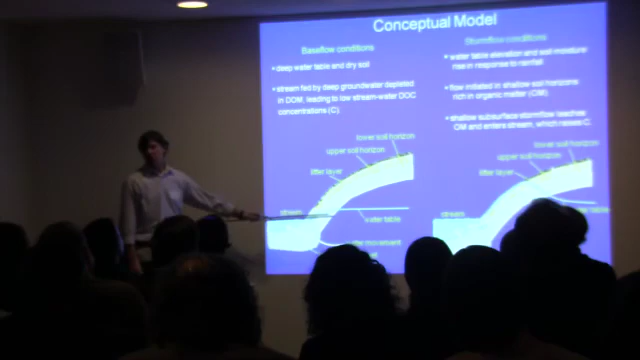 Conceptual Model
Baseflow conditions
• deep water table and dry soil
• stream fed by deep groundwater depleted
in DOM, leading to low stream-water DOC
concentrations (C).
lower soil horizon
upper soil horizon
litter layer
stream
water table
movement
Stormflow conditions
• water table elevation and soil moisture
rise in response to rainfall
• flow initiated in shallow soil horizons
rich in organic matter (OM)
• shallow subsurface stormflow leaches
OM and enters stream, which raises C.
lower soil horizon
upper soil horizon
litter layer
stream
table